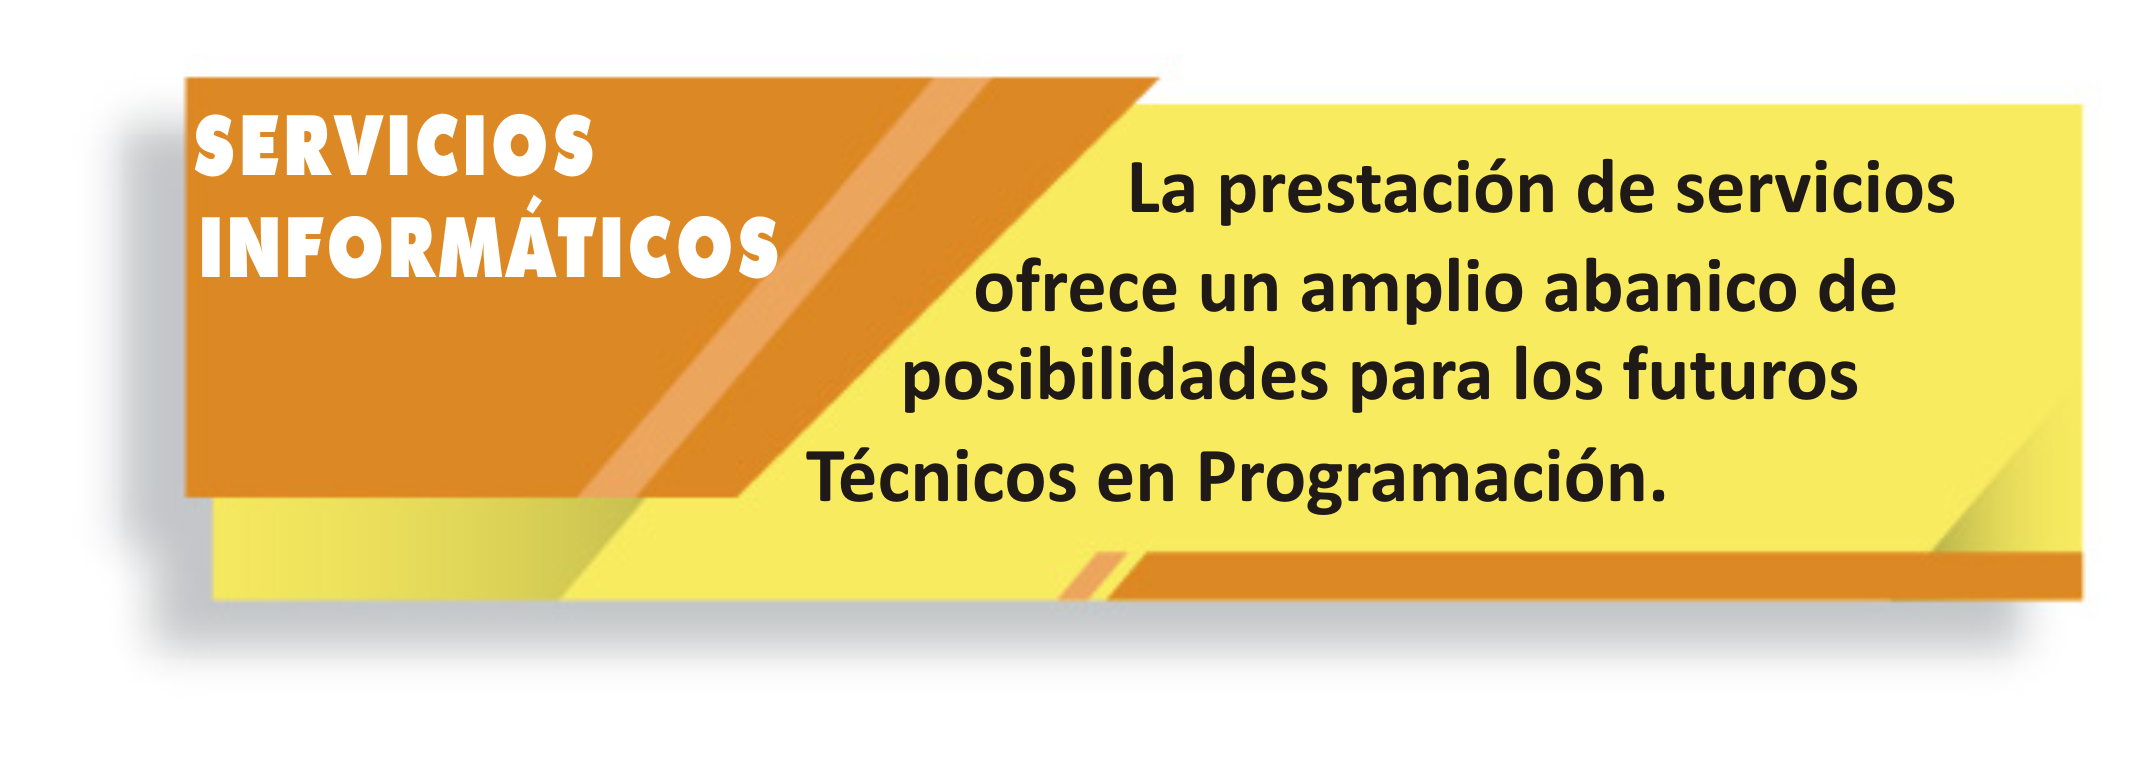 SERVICIOS
INFORMÁTICOS
La prestación de servicios
ofrece un amplio abanico de
posibilidades para los futuros
Técnicos en Programación.